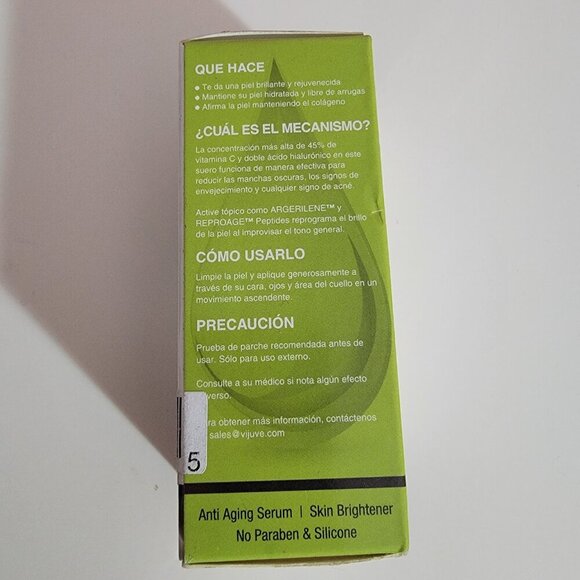 QUE HACE
● Te da una piel brillante y rejuvenecida
● Mantiene su piel hidratada y libre de arrugas
● Afirma la piel manteniendo el colágeno
¿CUÁL ES EL MECANISMO?
La concentración más alta de 45% de
vitamina C y doble ácido hialurónico en este
suero funciona de manera efectiva para
reducir las manchas oscuras, los signos de
envejecimiento y cualquier signo de acné.
Active tópico como ARGERILENE™ y
REPROAGE™ Peptides reprograma el brillo
de la piel al improvisar el tono general.
CÓMO USARLO
Limpie la piel y aplique generosamente a
través de su cara, ojos y área del cuello en un
movimiento ascendente.
PRECAUCIÓN
Prueba de parche recomendada antes de
usar. Sólo para uso externo.
Consulte a su médico si nota algún efecto
verso.
ra obtener más información, contáctenos
sales@vijuve.com
5
Anti Aging Serum | Skin Brightener
No Paraben & Silicone